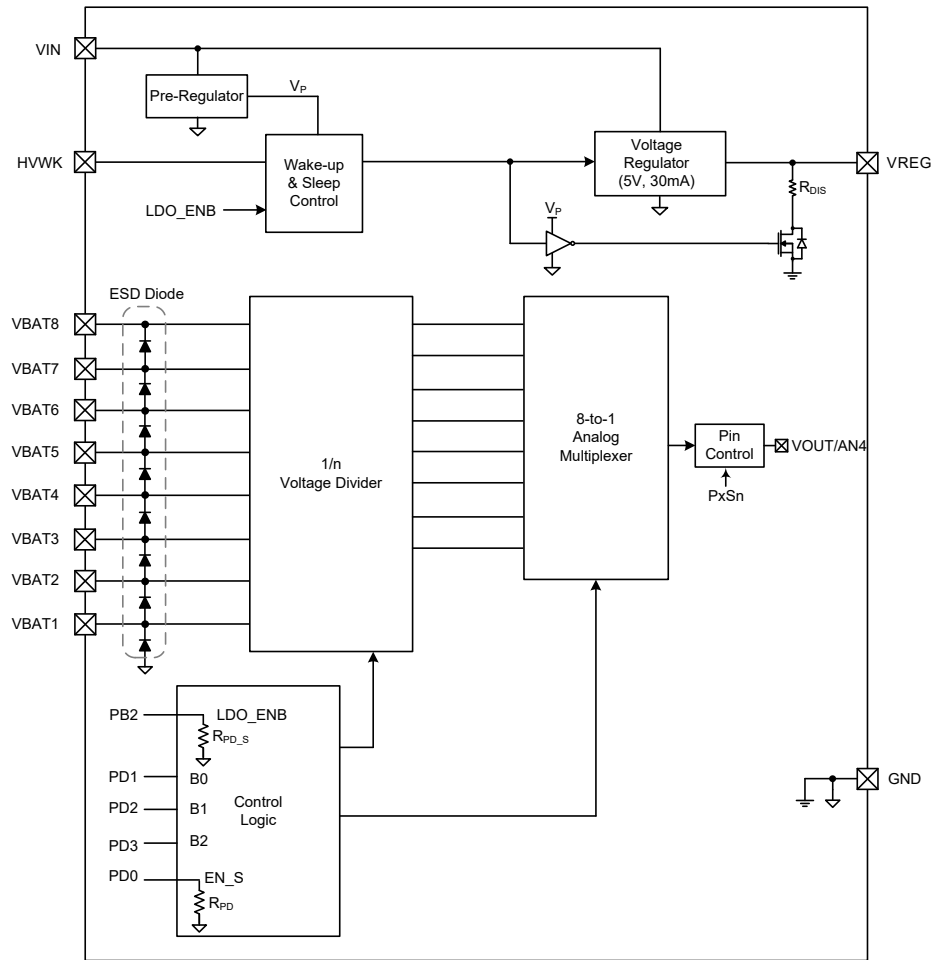 VIN
Pre-Regulator
VP
HVWK
Wake-up
& Sleep
Control
LDO_ENB
Voltage
Regulator
(5V, 30mA)
VREG
RDIS
VP
ESD Diode
VBAT8
VBAT7
VBAT6
VBAT5
VBAT4
VBAT3
VBAT2
VBAT1
1/n
Voltage Divider
8-to-1
Analog
Multiplexer
Pin
Control
VOUT/AN4
PxSn
PB2
LDO_ENB
RPD_S
PD1
B0
PD2
B1
PD3
B2
Control
Logic
PD0
EN_S
RPD
GND